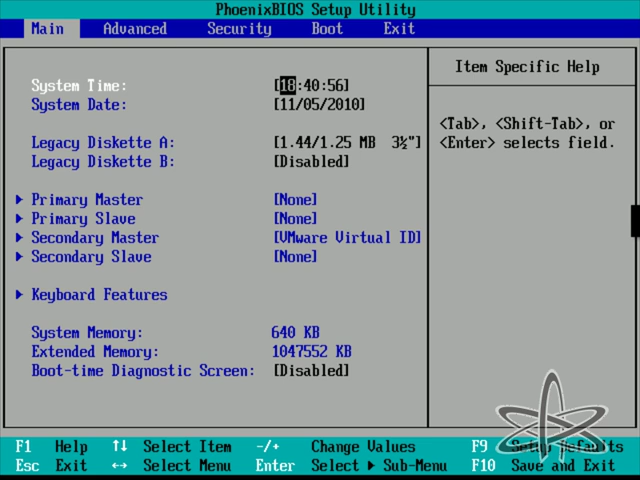 PhoenixBIOS Setup Utility
Main Advanced Security Boot Exit
Item Specific Help
System Time: [18:40:56]
System Date: [11/05/2010]
<Tab>, <Shift-Tab>, or
<Enter> selects field.
Legacy Diskette A: [1.44/1.25 MB 3½"]
Legacy Diskette B: [Disabled]
▶ Primary Master [None]
▶ Primary Slave [None]
▶ Secondary Master [VMware Virtual ID]
▶ Secondary Slave [None]
▶ Keyboard Features
System Memory: 640 KB
Extended Memory: 1047552 KB
Boot-time Diagnostic Screen: [Disabled]
F1 Help ↑↓ Select Item -/+ Change Values F9 Setup Defaults
Esc Exit ↔ Select Menu Enter Select ▶ Sub-Menu F10 Save and Exit